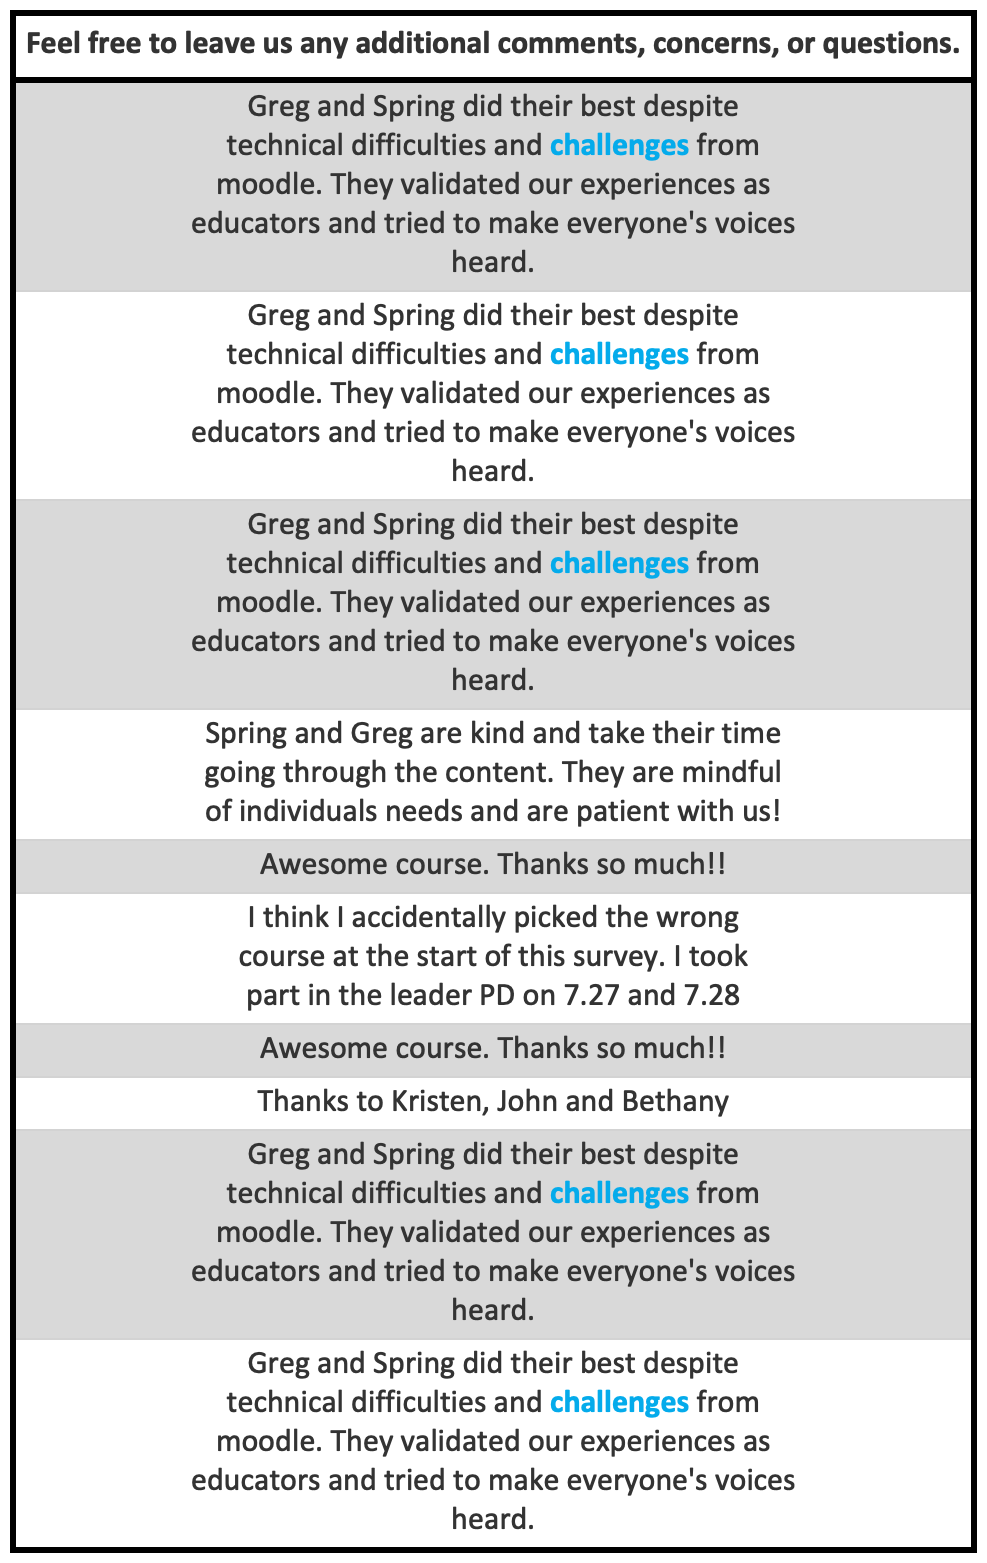 Feel free to leave us any additional comments, concerns, or questions.
Greg and Spring did their best despite
technical difficulties and challenges from
moodle. They validated our experiences as
educators and tried to make everyone's voices
heard.
Greg and Spring did their best despite
technical difficulties and challenges from
moodle. They validated our experiences as
educators and tried to make everyone's voices
heard.
Greg and Spring did their best despite
technical difficulties and challenges from
moodle. They validated our experiences as
educators and tried to make everyone's voices
heard.
Spring and Greg are kind and take their time
going through the content. They are mindful
of individuals needs and are patient with us!
Awesome course. Thanks so much!!
I think I accidentally picked the wrong
course at the start of this survey. I took
part in the leader PD on 7.27 and 7.28
Awesome course. Thanks so much!!
Thanks to Kristen, John and Bethany
Greg and Spring did their best despite
technical difficulties and challenges from
moodle. They validated our experiences as
educators and tried to make everyone's voices
heard.
Greg and Spring did their best despite
technical difficulties and challenges from
moodle. They validated our experiences as
educators and tried to make everyone's voices
heard.